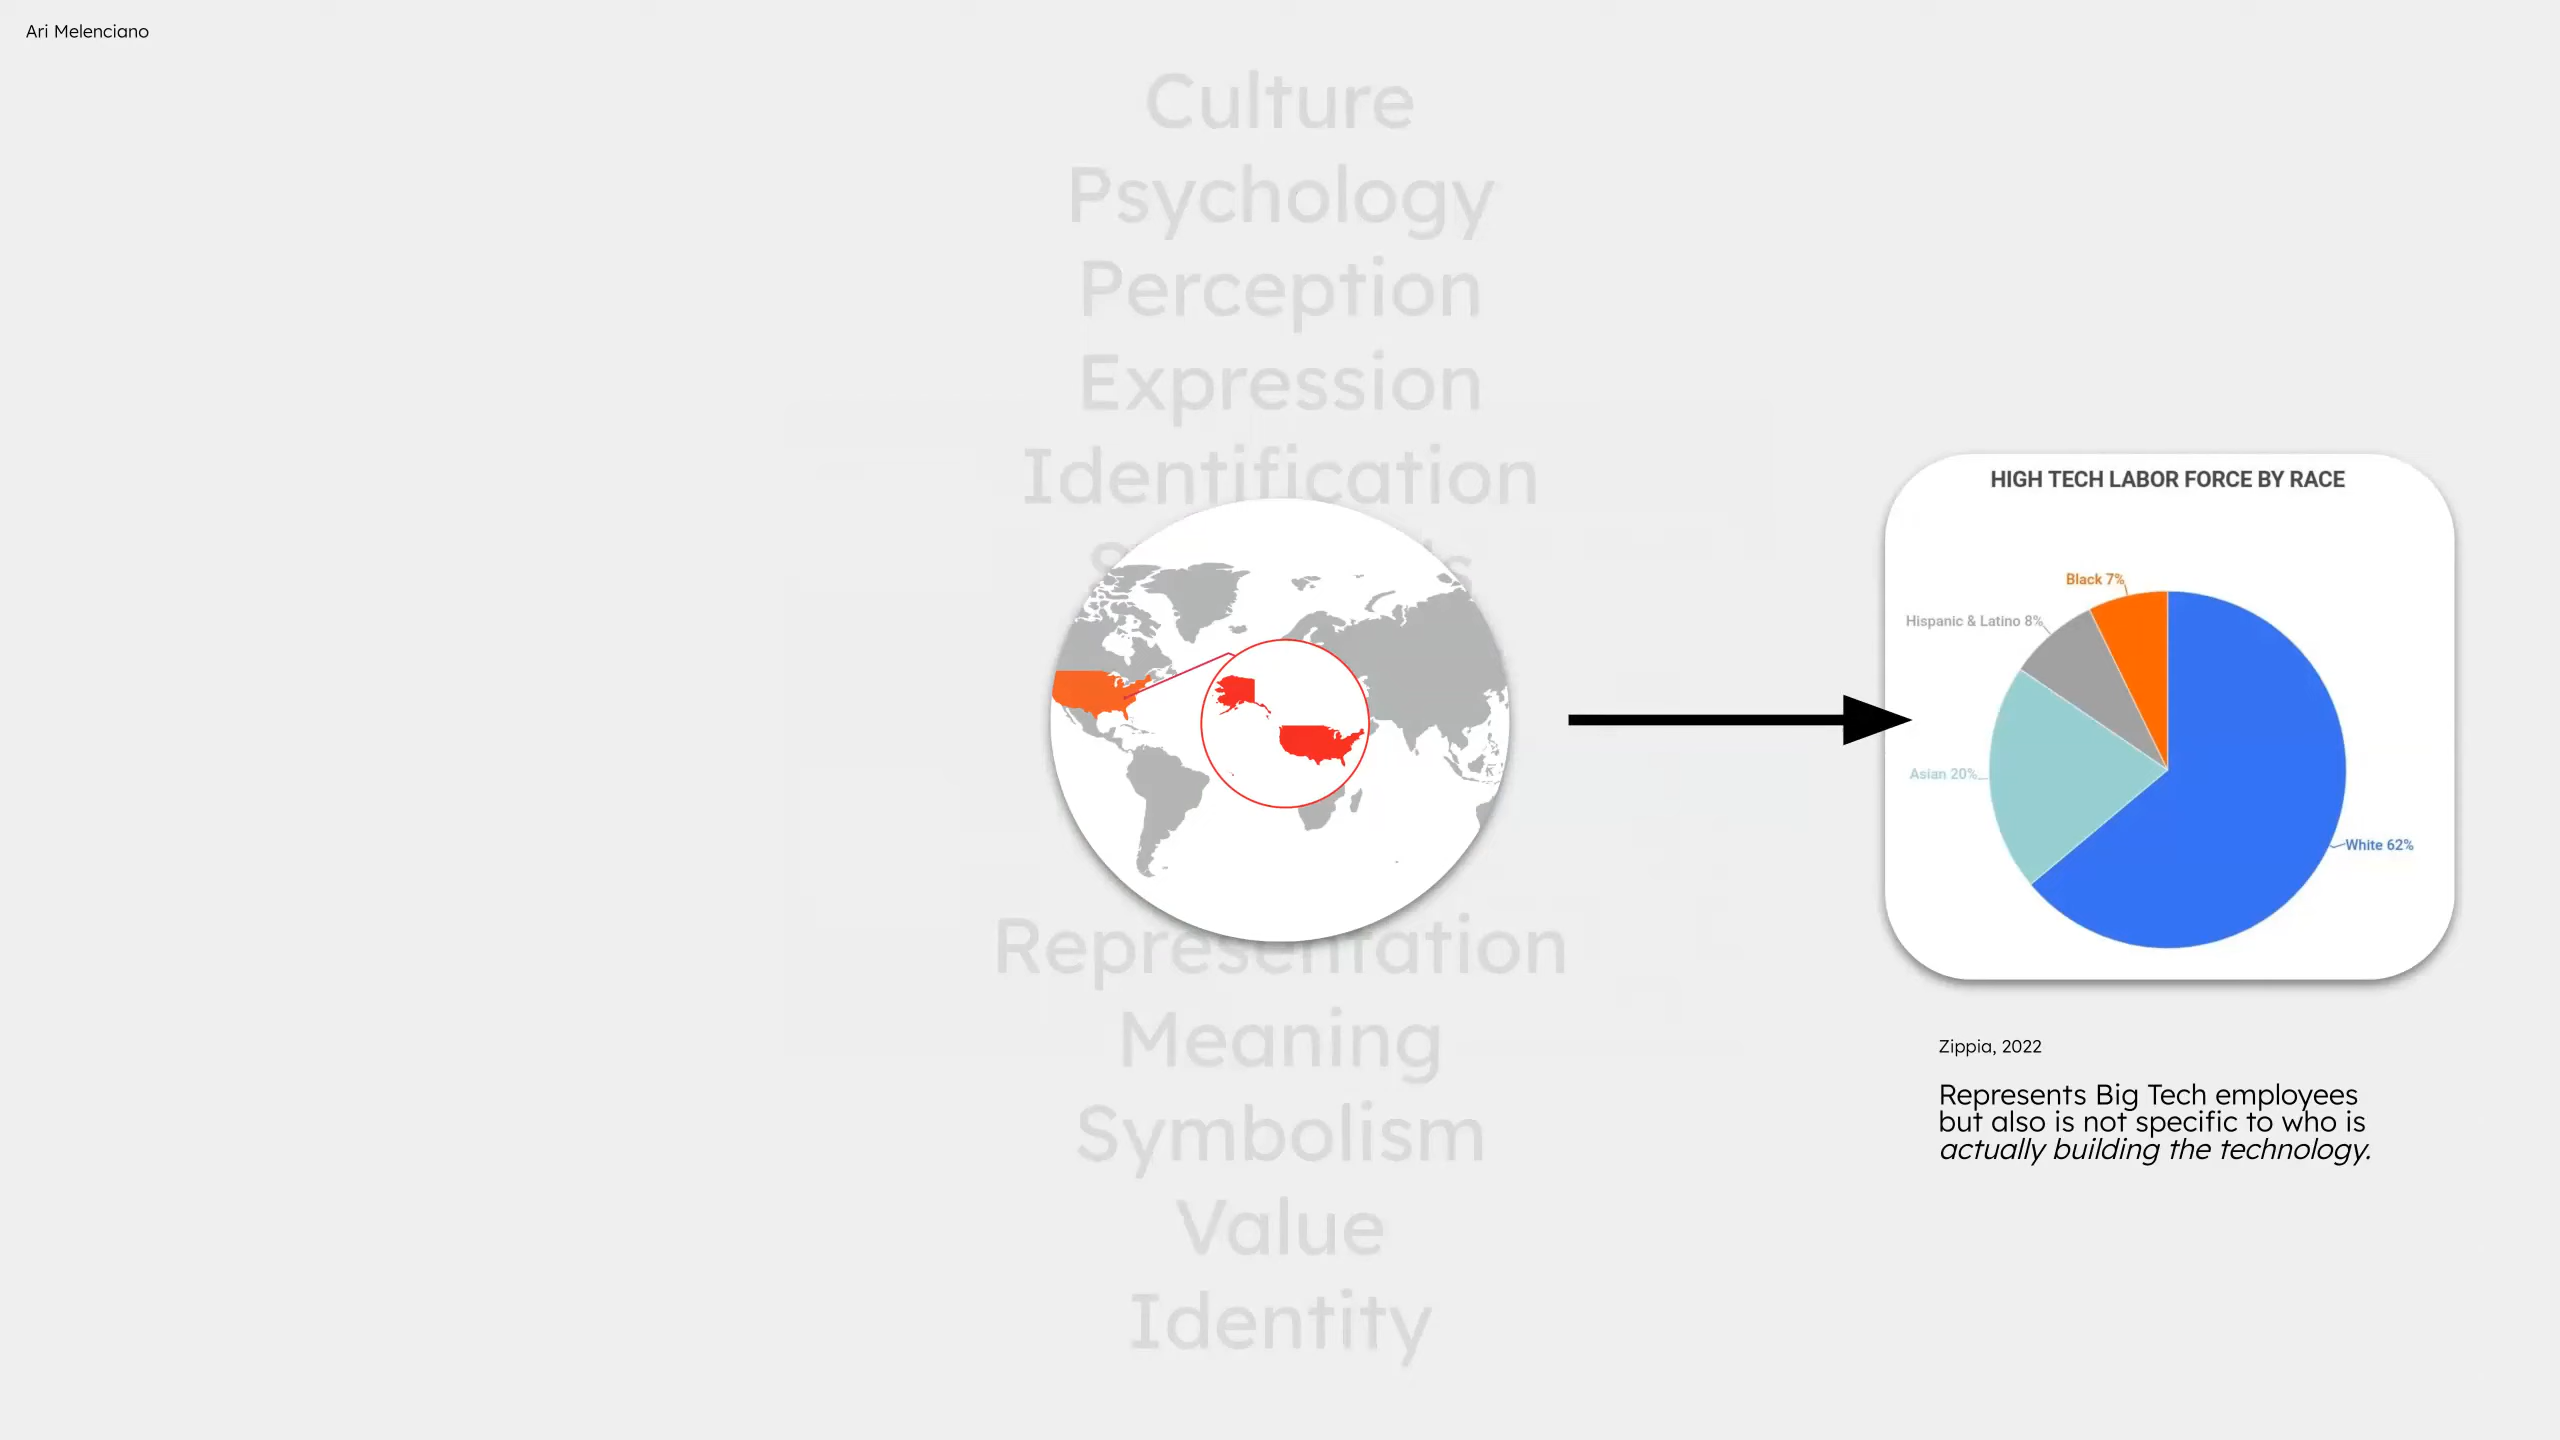 Ari Melenciano
Culture
Psychology
Perception
Expression
Identification
Representation
Meaning
Symbolism
Value
Identity
HIGH TECH LABOR FORCE BY RACE
Black 7%
Hispanic & Latino 8%
Asian 20%
White 62%
Zippia, 2022
Represents Big Tech employees
but also is not specific to who is
actually building the technology.